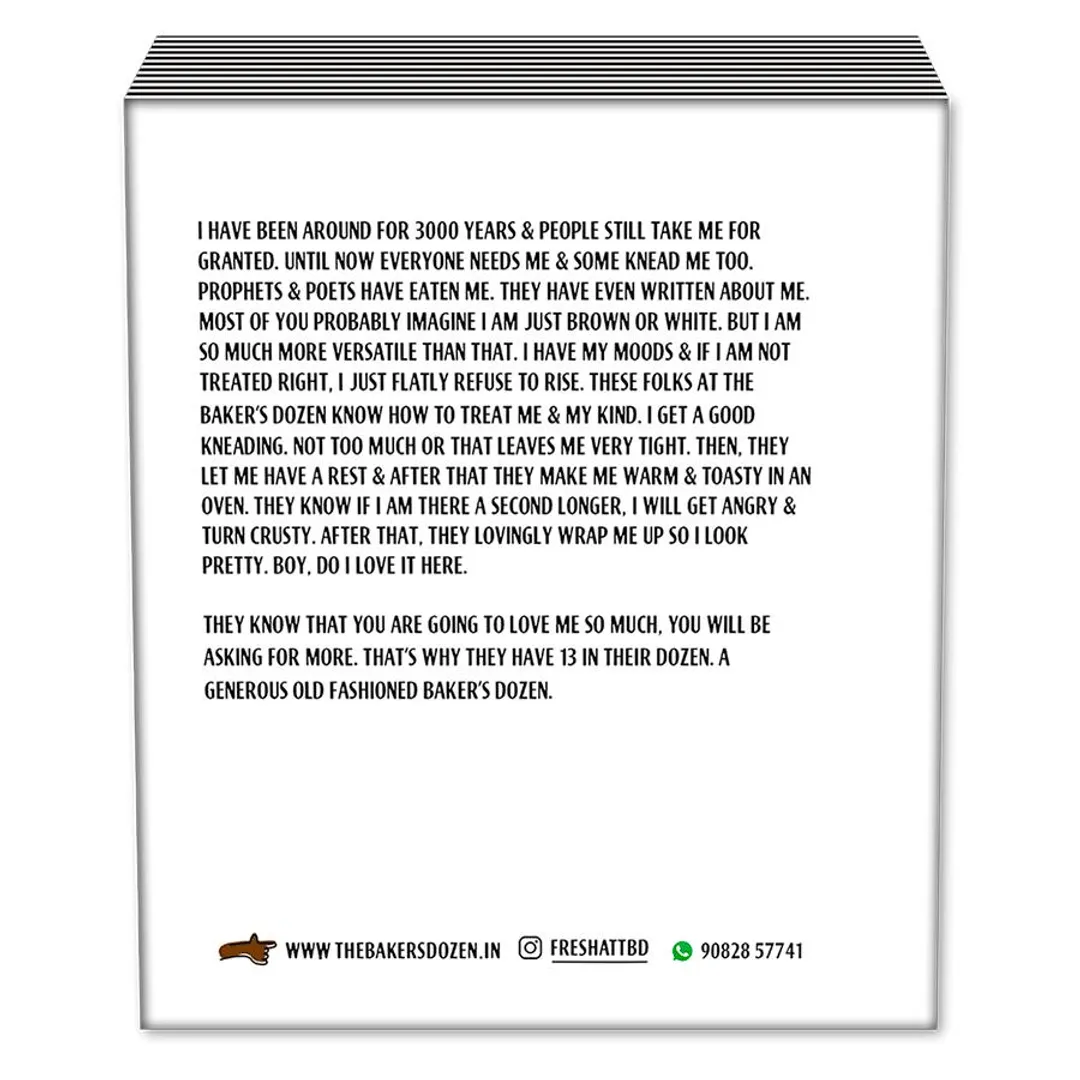 I HAVE BEEN AROUND FOR 3000 YEARS & PEOPLE STILL TAKE ME FOR
GRANTED. UNTIL NOW EVERYONE NEEDS ME & SOME KNEAD ME TOO.
PROPHETS & POETS HAVE EATEN ME. THEY HAVE EVEN WRITTEN ABOUT ME.
MOST OF YOU PROBABLY IMAGINE I AM JUST BROWN OR WHITE. BUT I AM
SO MUCH MORE VERSATILE THAN THAT. I HAVE MY MOODS & IF I AM NOT
TREATED RIGHT, I JUST FLATLY REFUSE TO RISE. THESE FOLKS AT THE
BAKER'S DOZEN KNOW HOW TO TREAT ME & MY KIND. I GET A GOOD
KNEADING. NOT TOO MUCH OR THAT LEAVES ME VERY TIGHT. THEN, THEY
LET ME HAVE A REST & AFTER THAT THEY MAKE ME WARM & TOASTY IN AN
OVEN. THEY KNOW IF I AM THERE A SECOND LONGER, I WILL GET ANGRY &
TURN CRUSTY. AFTER THAT, THEY LOVINGLY WRAP ME UP SO I LOOK
PRETTY. BOY, DO I LOVE IT HERE.
THEY KNOW THAT YOU ARE GOING TO LOVE ME SO MUCH, YOU WILL BE
ASKING FOR MORE. THAT'S WHY THEY HAVE 13 IN THEIR DOZEN. A
GENEROUS OLD FASHIONED BAKER'S DOZEN.
WWW THEBAKERSDOZEN.IN FRESHATTBD 90828 57741